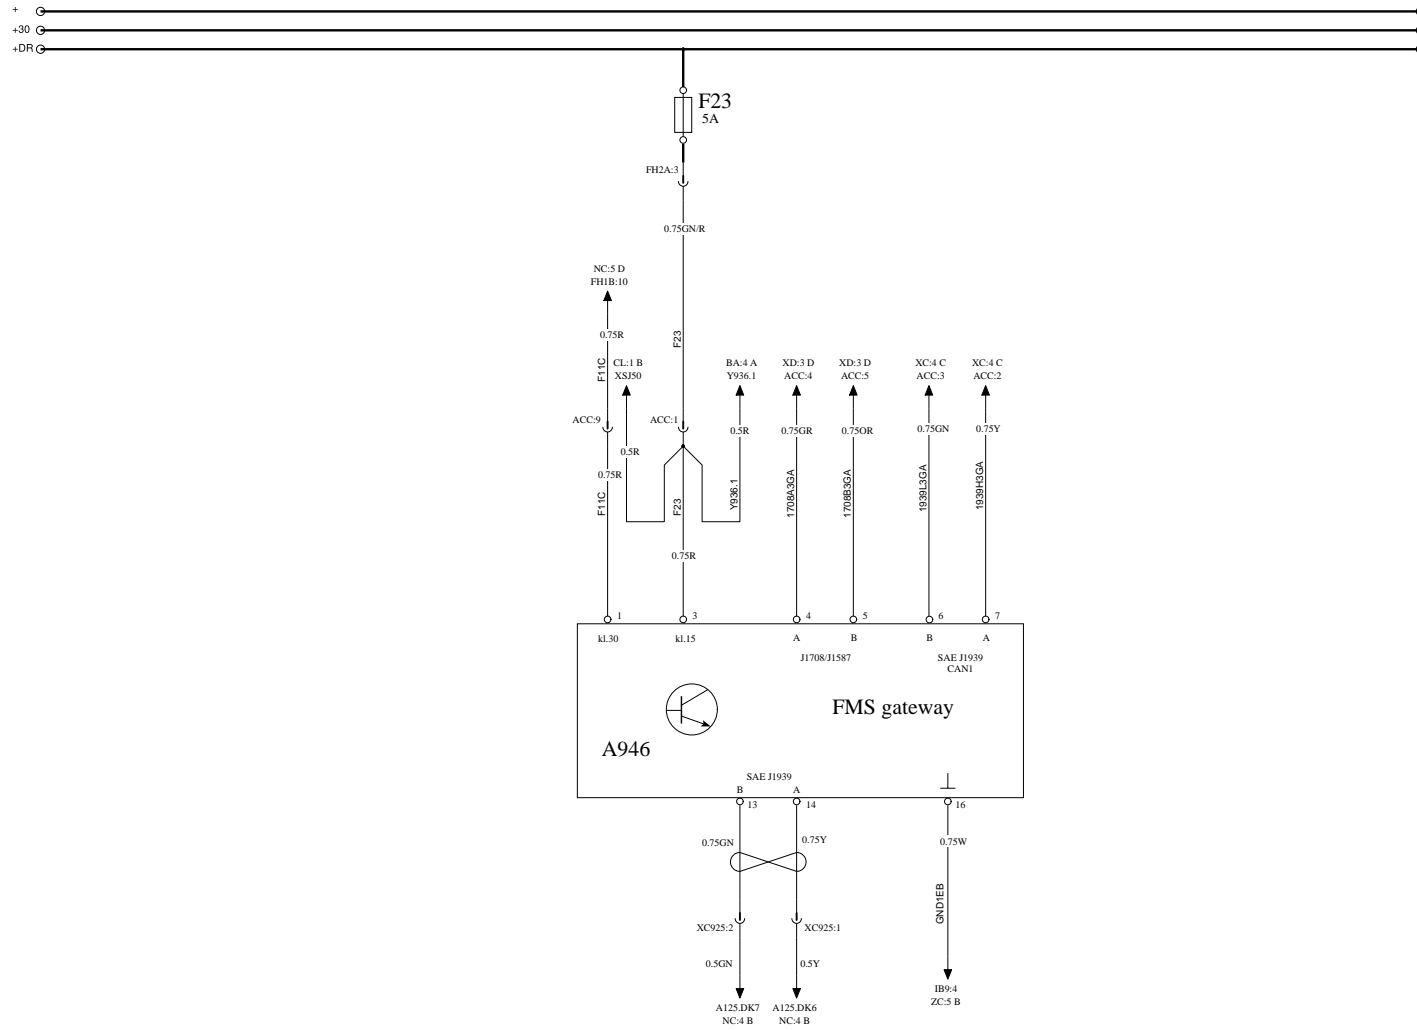 +
+30
+DR
F23
5A
FH2A:3
0.75GN/R
NC:5 D
FH1B:10
0.75R
F11C
F23
CL:1 B
XSJ50
BA:4 A
Y936.1
XD:3 D
ACC:4
XD:3 D
ACC:5
XC:4 C
ACC:3
XC:4 C
ACC:2
ACC:9
ACC:1
0.5R
0.5R
0.75GR
0.75OR
0.75GN
0.75Y
0.75R
F11C
F23
Y936.1
1708A3GA
1708B3GA
1939L3GA
1939H3GA
0.75R
1
3
4
5
6
7
kl.30
kl.15
A
B
B
A
J1708/J1587
SAE J1939
CAN1
FMS gateway
A946
SAE J1939
B
A
13
14
16
0.75GN
0.75Y
0.75W
GND1EB
XC925:2
XC925:1
0.5GN
0.5Y
A125.DK7
NC:4 B
A125.DK6
NC:4 B
IB9:4
ZC:5 B